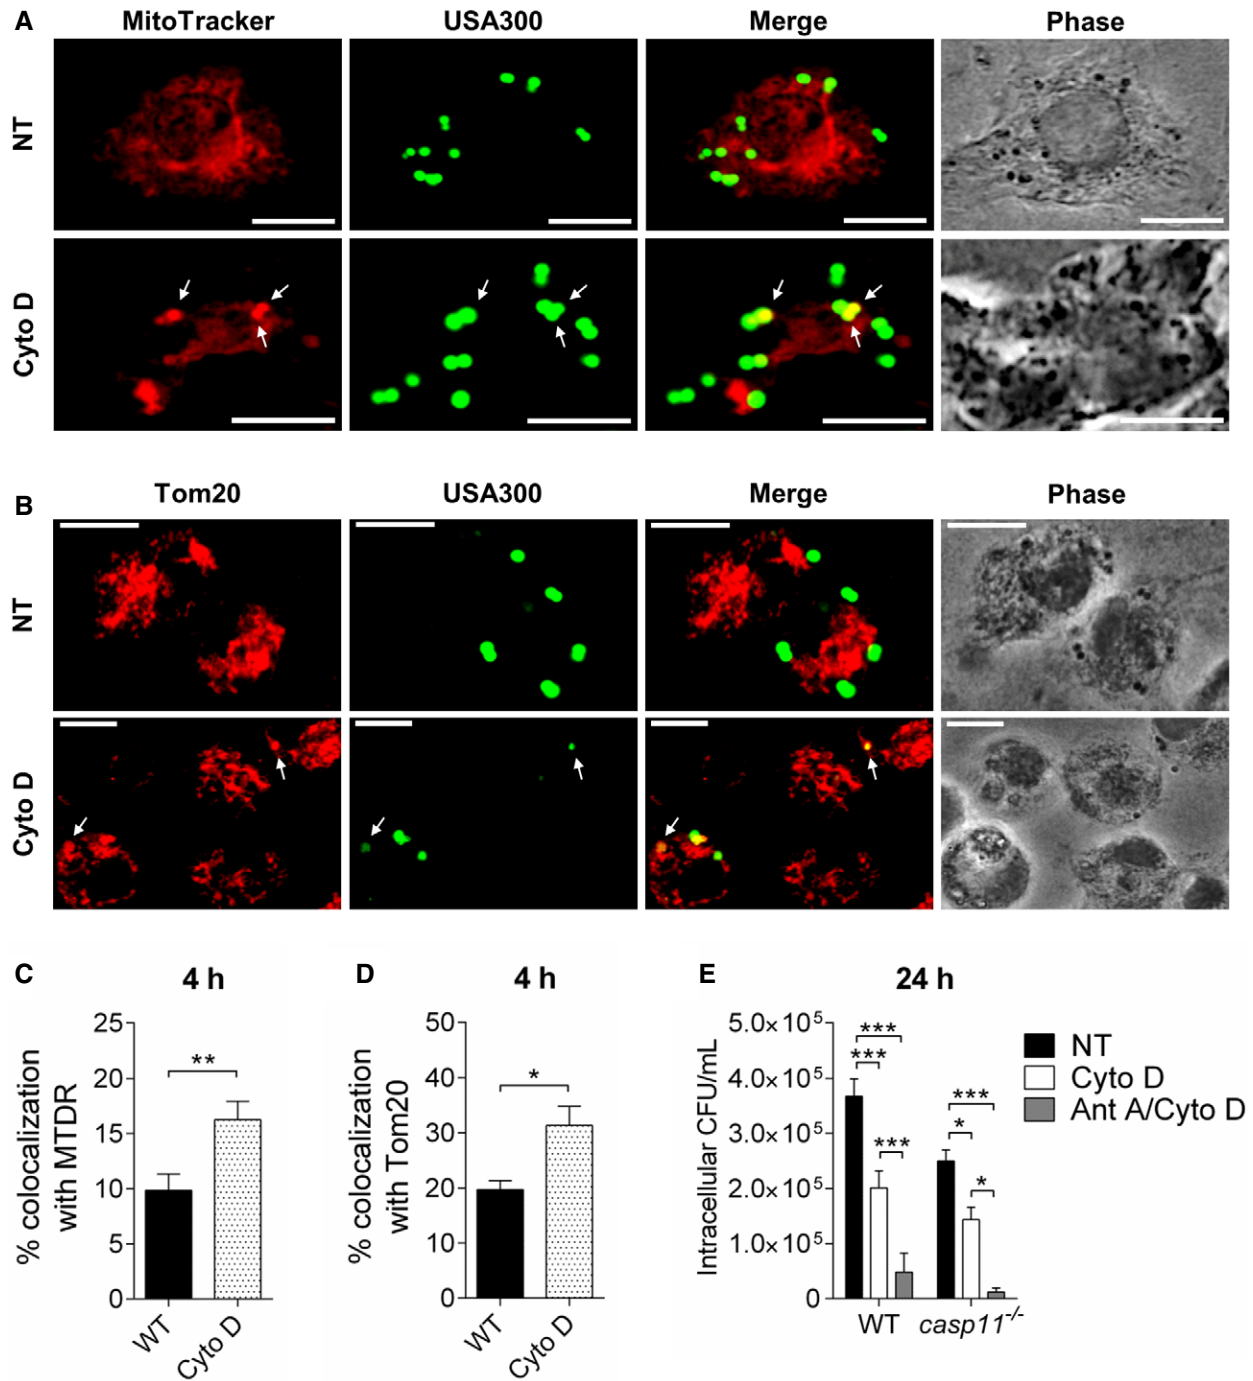 A
MitoTracker USA300 Merge Phase
NT
Cyto D
B
Tom20 USA300 Merge Phase
NT
Cyto D
C
4 h
% colocalization
with MTDR
25
20
15
10
5
0
**
WT
Cyto D
D
4 h
% colocalization
with Tom20
50
40
30
20
10
0
*
WT
Cyto D
E
24 h
Intracellular CFU/mL
5.0×10⁵
4.0×10⁵
3.0×10⁵
2.0×10⁵
1.0×10⁵
0
***
***
***
***
*
*
WT casp11⁻/⁻
NT
Cyto D
Ant A/Cyto D